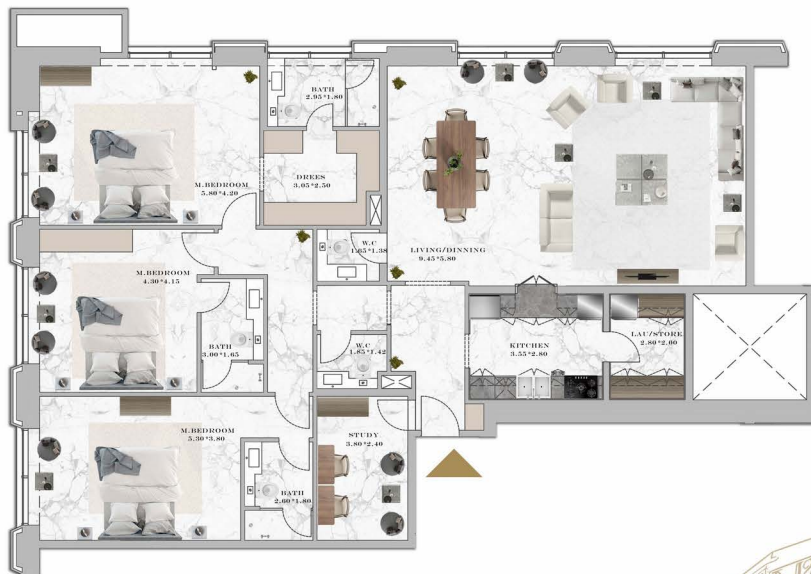 BATH
2.95*1.80
M.BEDROOM
5.80*4.20
DREES
3.05*2.50
W.C
1.65*1.38
LIVING/DINNING
9.45*5.80
M.BEDROOM
4.30*4.15
BATH
3.00*1.65
W.C
1.85*1.42
KITCHEN
3.55*2.80
LAU/STORE
2.80*2.00
M.BEDROOM
5.30*3.80
STUDY
3.80*2.40
BATH
2.60*1.80